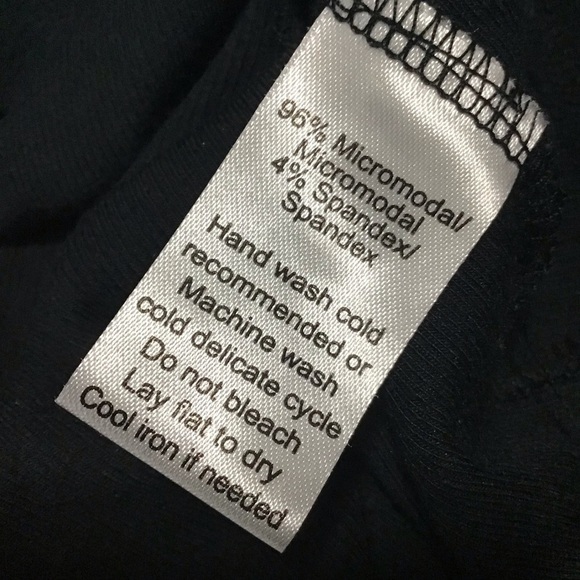 96% Micromodal/
Micromodal
4% Spandex/
Spandex
Hand wash cold
recommended or
Machine wash
cold delicate cycle
Do not bleach
Lay flat to dry
Cool iron if needed